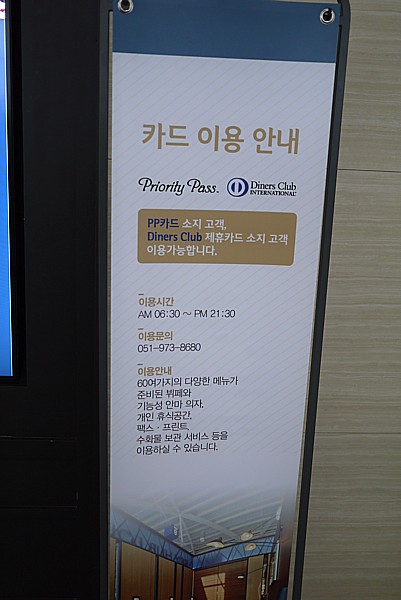 카드 이용 안내
Priority Pass™ Diners Club
INTERNATIONAL
PP카드 소지 고객,
Diners Club 제휴카드 소지 고객
이용가능합니다.
이용시간
AM 06:30 ~ PM 21:30
이용문의
051-973-8680
이용안내
60여가지의 다양한 메뉴가
준비된 뷔페와
기능성 안마 의자,
개인 휴식공간,
팩스 · 프린트,
수화물 보관 서비스 등을
이용하실 수 있습니다.